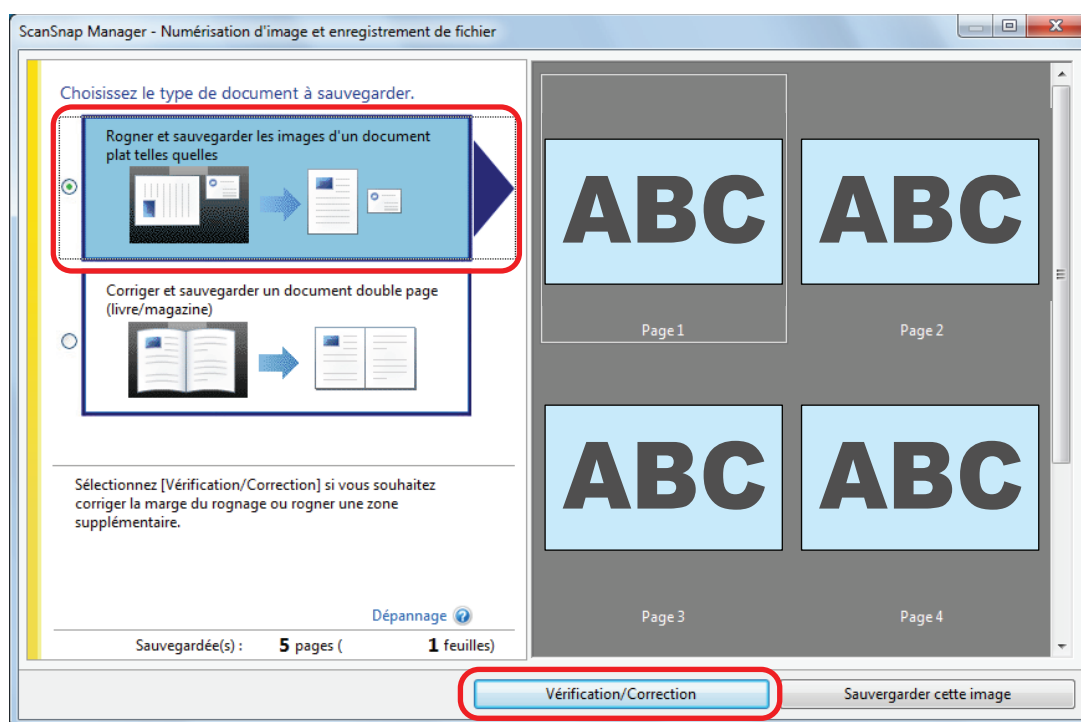 ScanSnap Manager - Numérisation d'image et enregistrement de fichier
Choisissez le type de document à sauvegarder.
Rogner et sauvegarder les images d'un document
plat telles quelles
Corriger et sauvegarder un document double page
(livre/magazine)
Sélectionnez [Vérification/Correction] si vous souhaitez
corriger la marge du rognage ou rogner une zone
supplémentaire.
Dépannage
Sauvegardée(s) : 5 pages ( 1 feuilles)
ABC ABC
Page 1 Page 2
ABC ABC
Page 3 Page 4
Vérification/Correction Sauvergarder cette image